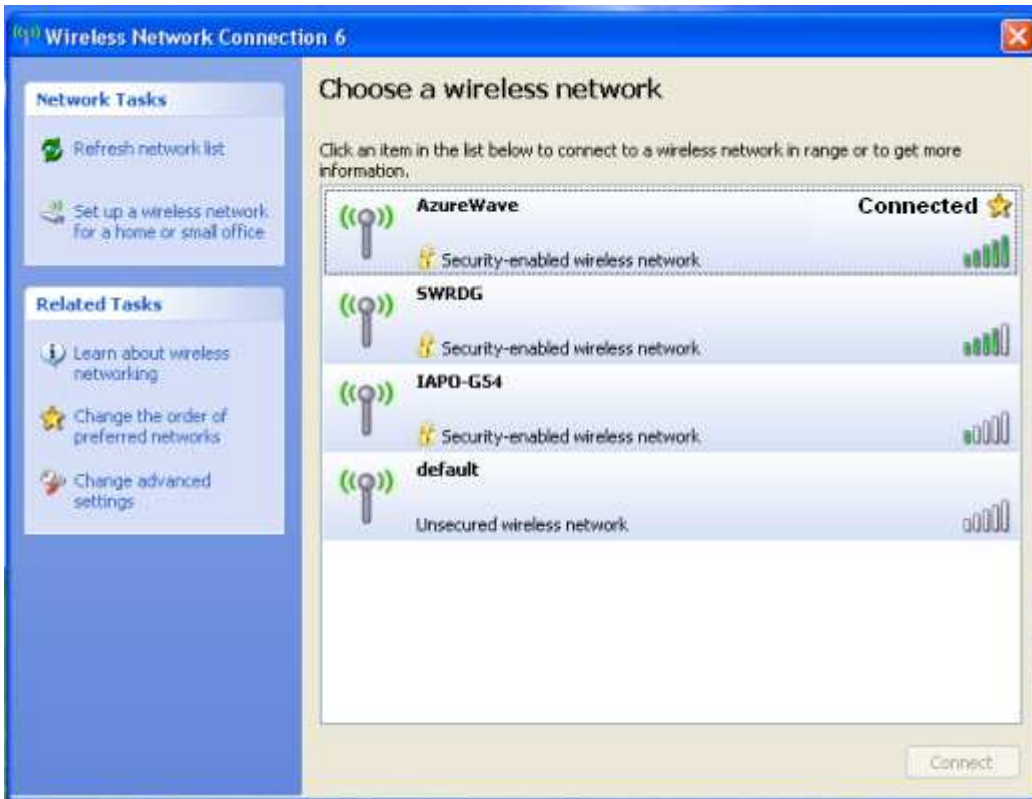 Wireless Network Connection 6
Network Tasks
Refresh network list
Set up a wireless network
for a home or small office
Related Tasks
Learn about wireless
networking
Change the order of
preferred networks
Change advanced
settings
Choose a wireless network
Click an item in the list below to connect to a wireless network in range or to get more
information.
AzureWave Connected
Security-enabled wireless network
SWRDG
Security-enabled wireless network
IAPO-G54
Security-enabled wireless network
default
Unsecured wireless network
Connect